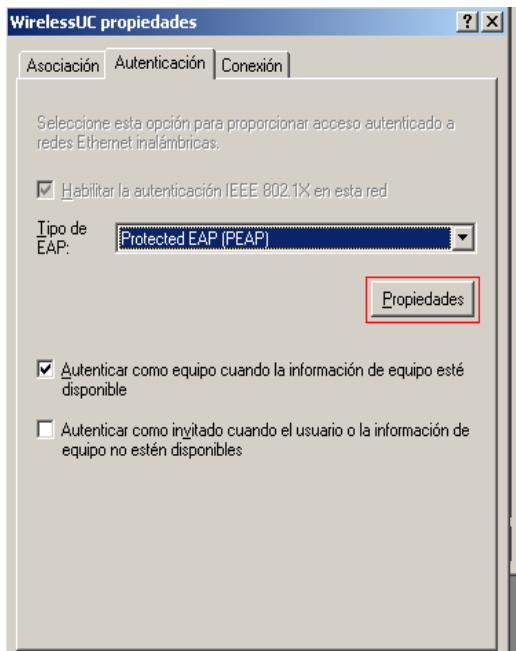 WirelessUC propiedades
Asociación Autenticación Conexión
Seleccione esta opción para proporcionar acceso autenticado a
redes Ethernet inalámbricas.
Habilitar la autenticación IEEE 802.1X en esta red
Tipo de
EAP:
Protected EAP (PEAP)
Propiedades
Autenticar como equipo cuando la información de equipo esté
disponible
Autenticar como invitado cuando el usuario o la información de
equipo no estén disponibles